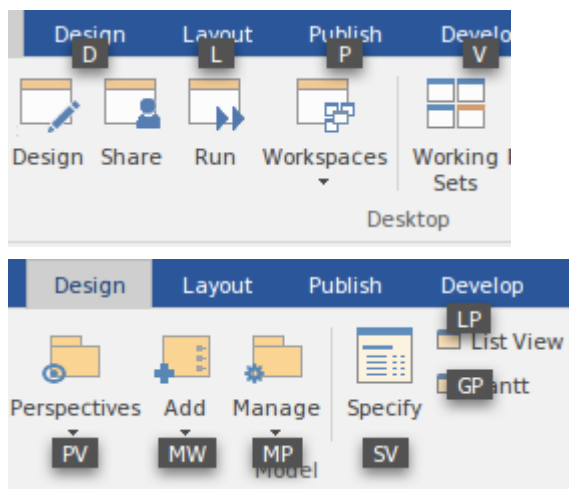 Design Layout Publish Develo
D L P V
Design Share Run Workspaces Working
Sets
Desktop
Design Layout Publish Develop
LP
List View
GP antt
Perspectives Add Manage Specify
PV MW MP SV
Model